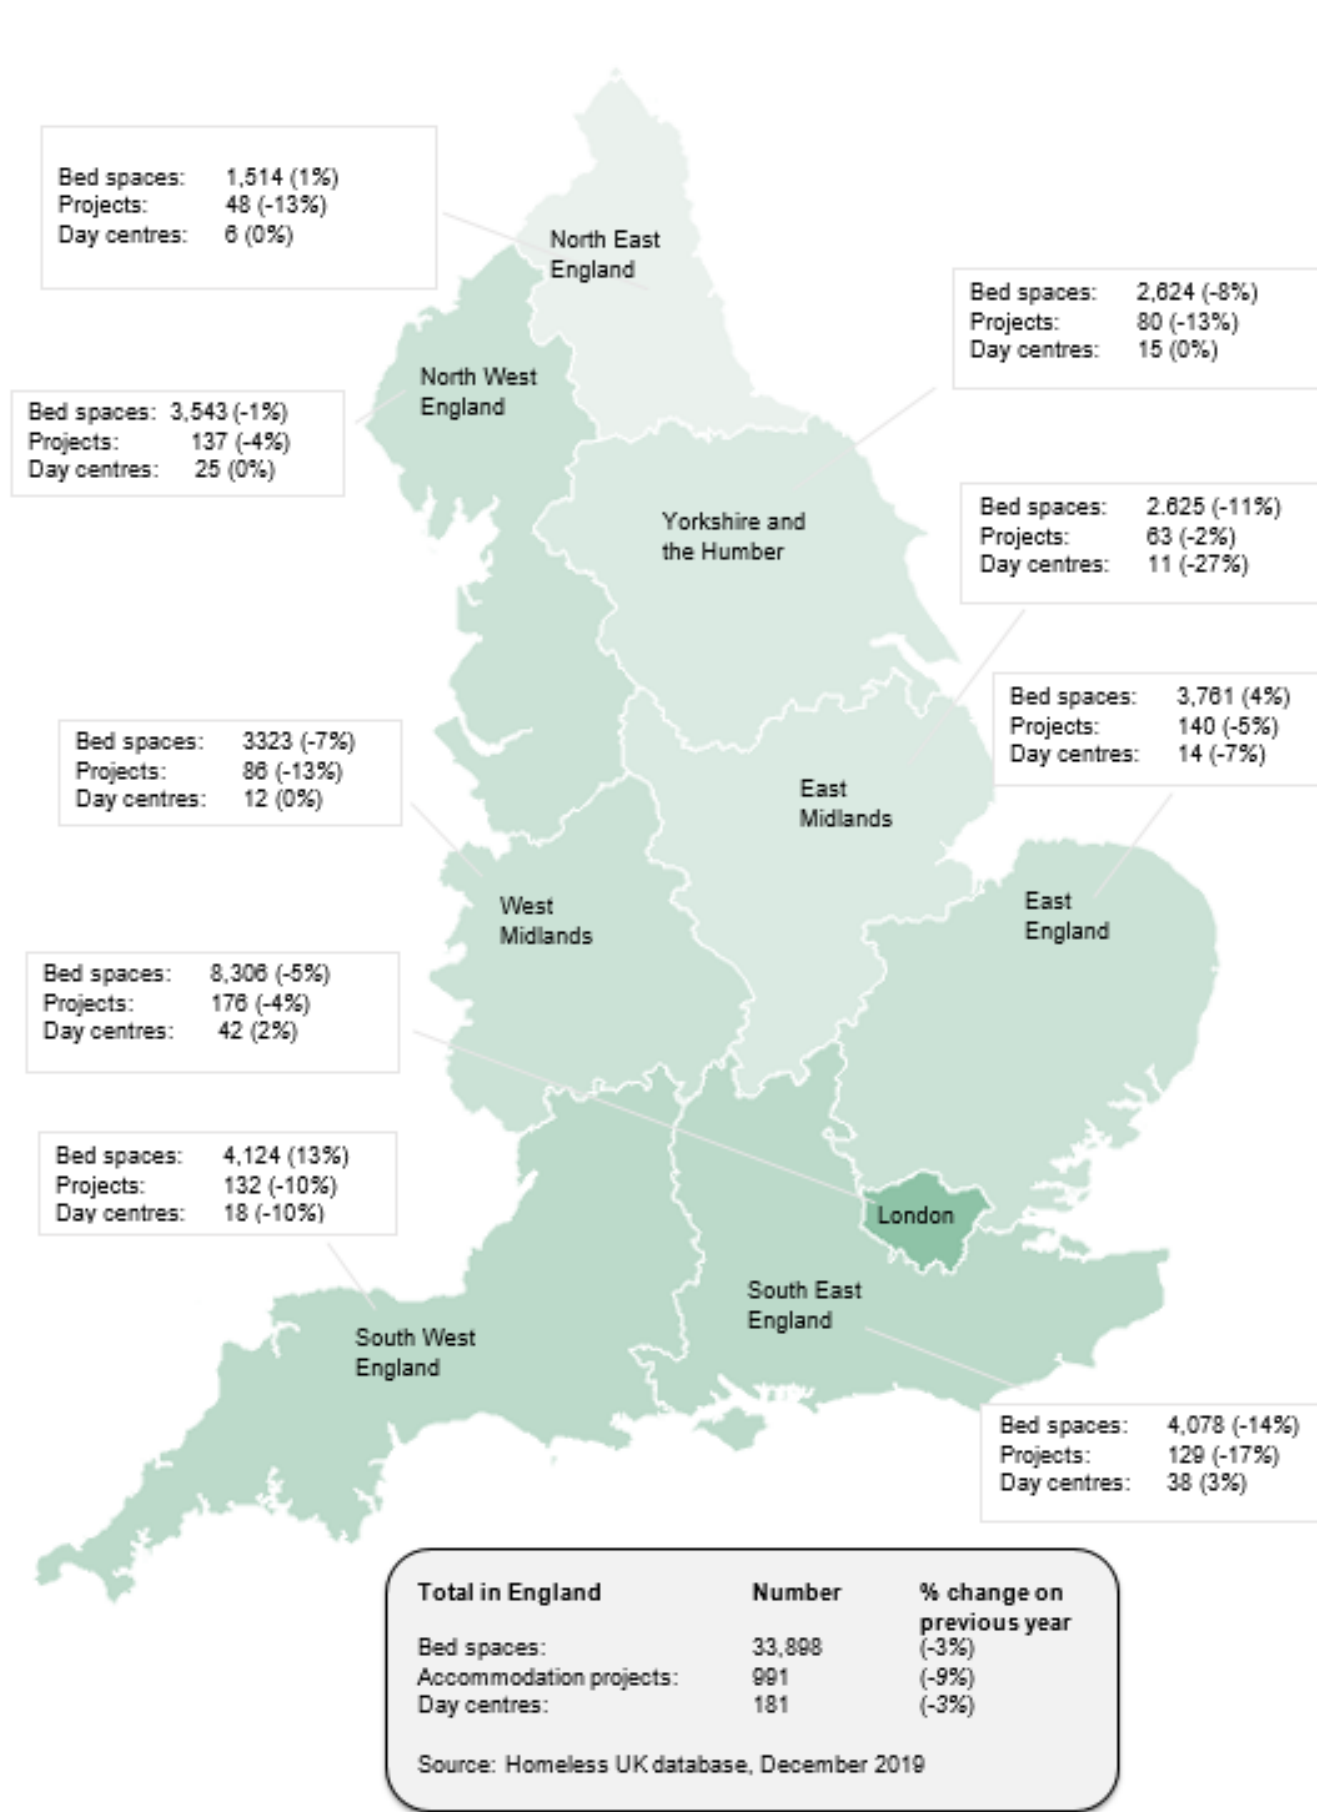 Bed spaces: 1,514 (1%)
Projects: 48 (-13%)
Day centres: 6 (0%)
North East
England
Bed spaces: 2,624 (-8%)
Projects: 80 (-13%)
Day centres: 15 (0%)
North West
England
Bed spaces: 3,543 (-1%)
Projects: 137 (-4%)
Day centres: 25 (0%)
Yorkshire and
the Humber
Bed spaces: 2.625 (-11%)
Projects: 63 (-2%)
Day centres: 11 (-27%)
Bed spaces: 3,761 (4%)
Projects: 140 (-5%)
Day centres: 14 (-7%)
Bed spaces: 3323 (-7%)
Projects: 86 (-13%)
Day centres: 12 (0%)
East
Midlands
West
Midlands
East
England
Bed spaces: 8,306 (-5%)
Projects: 176 (-4%)
Day centres: 42 (2%)
Bed spaces: 4,124 (13%)
Projects: 132 (-10%)
Day centres: 18 (-10%)
London
South East
England
South West
England
Bed spaces: 4,078 (-14%)
Projects: 129 (-17%)
Day centres: 38 (3%)
Total in England Number % change on
previous year
Bed spaces: 33,898 (-3%)
Accommodation projects: 991 (-9%)
Day centres: 181 (-3%)
Source: Homeless UK database, December 2019